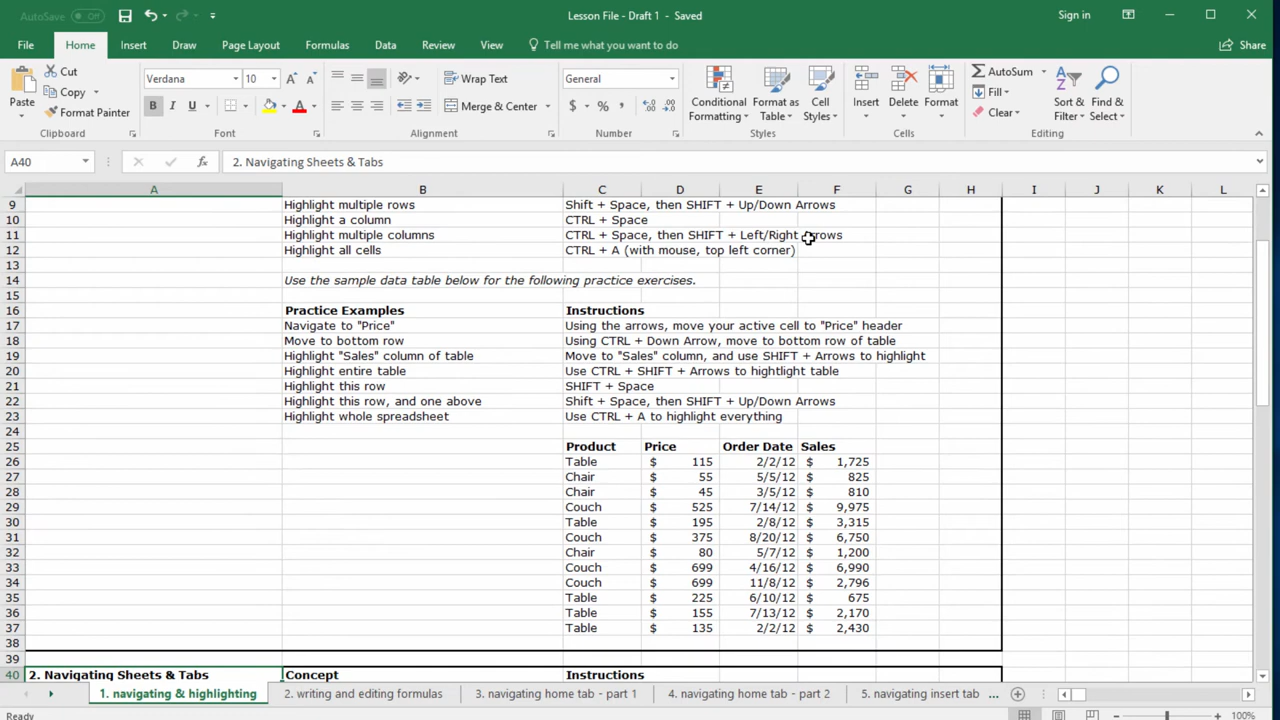 AutoSave Off
Lesson File - Draft 1 - Saved
Sign in
File Home Insert Draw Page Layout Formulas Data Review View Tell me what you want to do Share
Paste
Cut
Copy
Format Painter
Clipboard
Verdana 10
B I U
Font
Wrap Text
Merge & Center
Alignment
General
$ % ,
Number
Conditional Formatting
Format as Table
Cell Styles
Styles
Insert
Delete
Format
Cells
AutoSum
Fill
Clear
Sort & Filter
Find & Select
Editing
A40 fx 2. Navigating Sheets & Tabs
A B C D E F G H I J K L
9 Highlight multiple rows Shift + Space, then SHIFT + Up/Down Arrows
10 Highlight a column CTRL + Space
11 Highlight multiple columns CTRL + Space, then SHIFT + Left/Right Arrows
12 Highlight all cells CTRL + A (with mouse, top left corner)
13
14 Use the sample data table below for the following practice exercises.
15
16 Practice Examples Instructions
17 Navigate to "Price" Using the arrows, move your active cell to "Price" header
18 Move to bottom row Using CTRL + Down Arrow, move to bottom row of table
19 Highlight "Sales" column of table Move to "Sales" column, and use SHIFT + Arrows to highlight
20 Highlight entire table Use CTRL + SHIFT + Arrows to hightlight table
21 Highlight this row SHIFT + Space
22 Highlight this row, and one above Shift + Space, then SHIFT + Up/Down Arrows
23 Highlight whole spreadsheet Use CTRL + A to highlight everything
24
25 Product Price Order Date Sales
26 Table $ 115 2/2/12 $ 1,725
27 Chair $ 55 5/5/12 $ 825
28 Chair $ 45 3/5/12 $ 810
29 Couch $ 525 7/14/12 $ 9,975
30 Table $ 195 2/8/12 $ 3,315
31 Couch $ 375 8/20/12 $ 6,750
32 Chair $ 80 5/7/12 $ 1,200
33 Couch $ 699 4/16/12 $ 6,990
34 Couch $ 699 11/8/12 $ 2,796
35 Table $ 225 6/10/12 $ 675
36 Table $ 155 7/13/12 $ 2,170
37 Table $ 135 2/2/12 $ 2,430
38
39
40 2. Navigating Sheets & Tabs Concept Instructions
1. navigating & highlighting 2. writing and editing formulas 3. navigating home tab - part 1 4. navigating home tab - part 2 5. navigating insert tab ...
Ready 100%